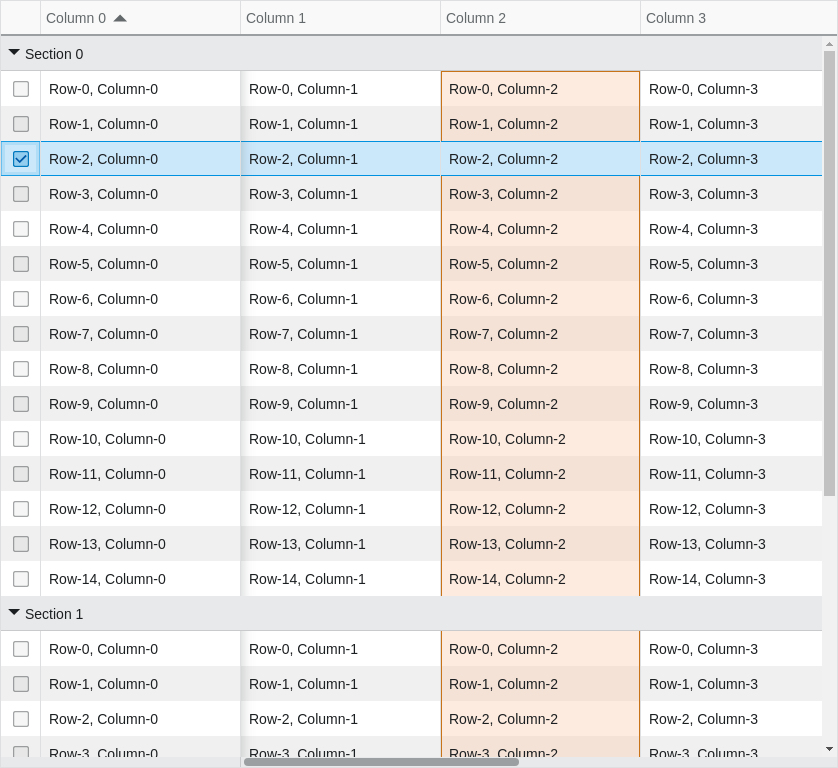 Column 0 Column 1 Column 2 Column 3
Section 0
Row-0, Column-0 Row-0, Column-1 Row-0, Column-2 Row-0, Column-3
Row-1, Column-0 Row-1, Column-1 Row-1, Column-2 Row-1, Column-3
Row-2, Column-0 Row-2, Column-1 Row-2, Column-2 Row-2, Column-3
Row-3, Column-0 Row-3, Column-1 Row-3, Column-2 Row-3, Column-3
Row-4, Column-0 Row-4, Column-1 Row-4, Column-2 Row-4, Column-3
Row-5, Column-0 Row-5, Column-1 Row-5, Column-2 Row-5, Column-3
Row-6, Column-0 Row-6, Column-1 Row-6, Column-2 Row-6, Column-3
Row-7, Column-0 Row-7, Column-1 Row-7, Column-2 Row-7, Column-3
Row-8, Column-0 Row-8, Column-1 Row-8, Column-2 Row-8, Column-3
Row-9, Column-0 Row-9, Column-1 Row-9, Column-2 Row-9, Column-3
Row-10, Column-0 Row-10, Column-1 Row-10, Column-2 Row-10, Column-3
Row-11, Column-0 Row-11, Column-1 Row-11, Column-2 Row-11, Column-3
Row-12, Column-0 Row-12, Column-1 Row-12, Column-2 Row-12, Column-3
Row-13, Column-0 Row-13, Column-1 Row-13, Column-2 Row-13, Column-3
Row-14, Column-0 Row-14, Column-1 Row-14, Column-2 Row-14, Column-3
Section 1
Row-0, Column-0 Row-0, Column-1 Row-0, Column-2 Row-0, Column-3
Row-1, Column-0 Row-1, Column-1 Row-1, Column-2 Row-1, Column-3
Row-2, Column-0 Row-2, Column-1 Row-2, Column-2 Row-2, Column-3
Row-3, Column-0 Row-3, Column-1 Row-3, Column-2 Row-3, Column-3